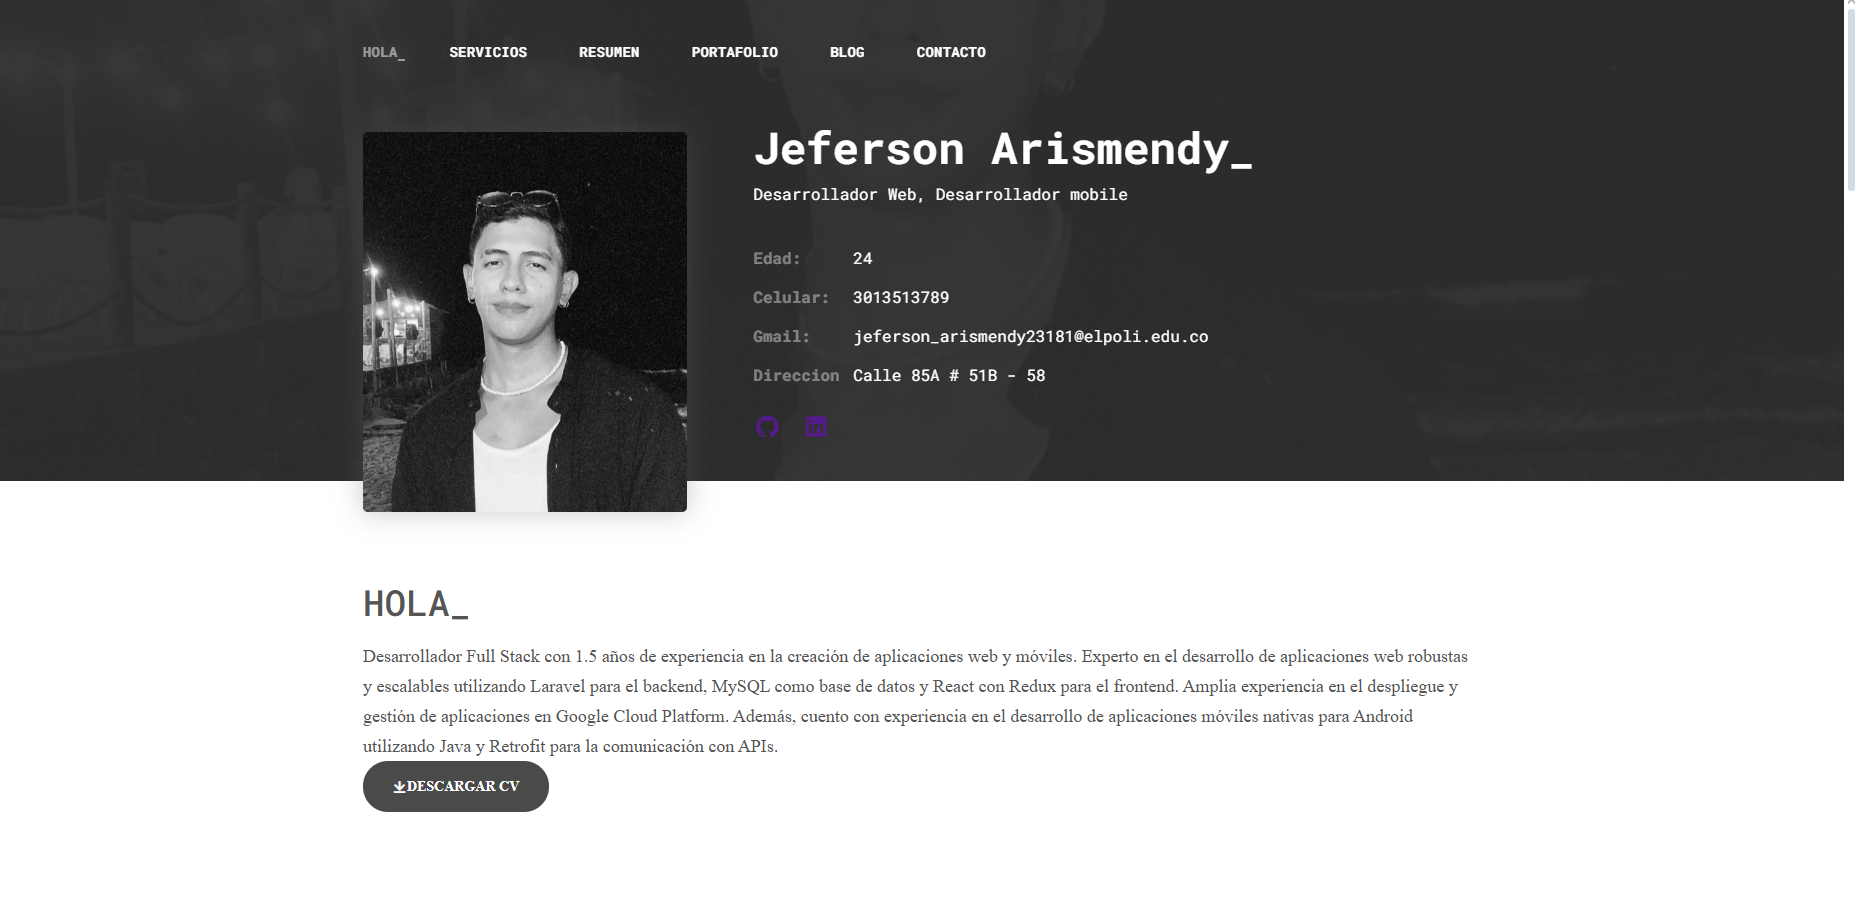 HOLA_ SERVICIOS RESUMEN PORTAFOLIO BLOG CONTACTO
Jeferson Arismendy_
Desarrollador Web, Desarrollador mobile
Edad: 24
Celular: 3013513789
Gmail: jeferson_arismendy23181@elpoli.edu.co
Direccion Calle 85A # 51B - 58
in
HOLA_
Desarrollador Full Stack con 1.5 años de experiencia en la creación de aplicaciones web y móviles. Experto en el desarrollo de aplicaciones web robustas
y escalables utilizando Laravel para el backend, MySQL como base de datos y React con Redux para el frontend. Amplia experiencia en el despliegue y
gestión de aplicaciones en Google Cloud Platform. Además, cuento con experiencia en el desarrollo de aplicaciones móviles nativas para Android
utilizando Java y Retrofit para la comunicación con APIs.
DESCARGAR CV